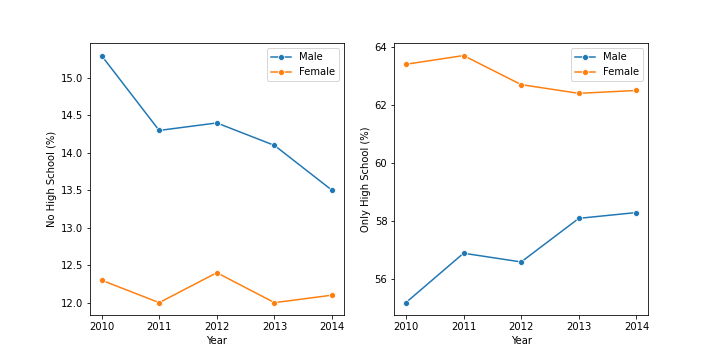 No High School (%)
15.0
14.5
14.0
13.5
13.0
12.5
12.0
2010 2011 2012 2013 2014
Year
Male
Female
Only High School (%)
64
62
60
58
56
2010 2011 2012 2013 2014
Year
Male
Female